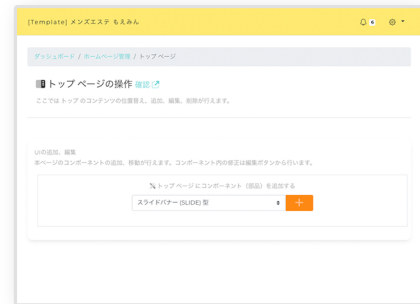 [Template] メンズエステ もえみん
6
ダッシュボード / ホームページ管理 / トップ ページ
トップ ページの操作 確認
ここでは トップ のコンテンツの位置替え、追加、編集、削除が行えます。
UIの追加、編集
本ページのコンポーネントの追加、移動が行えます。コンポーネント内の修正は編集ボタンから行います。
トップ ページ にコンポーネント（部品）を追加する
スライドバナー (SLIDE) 型